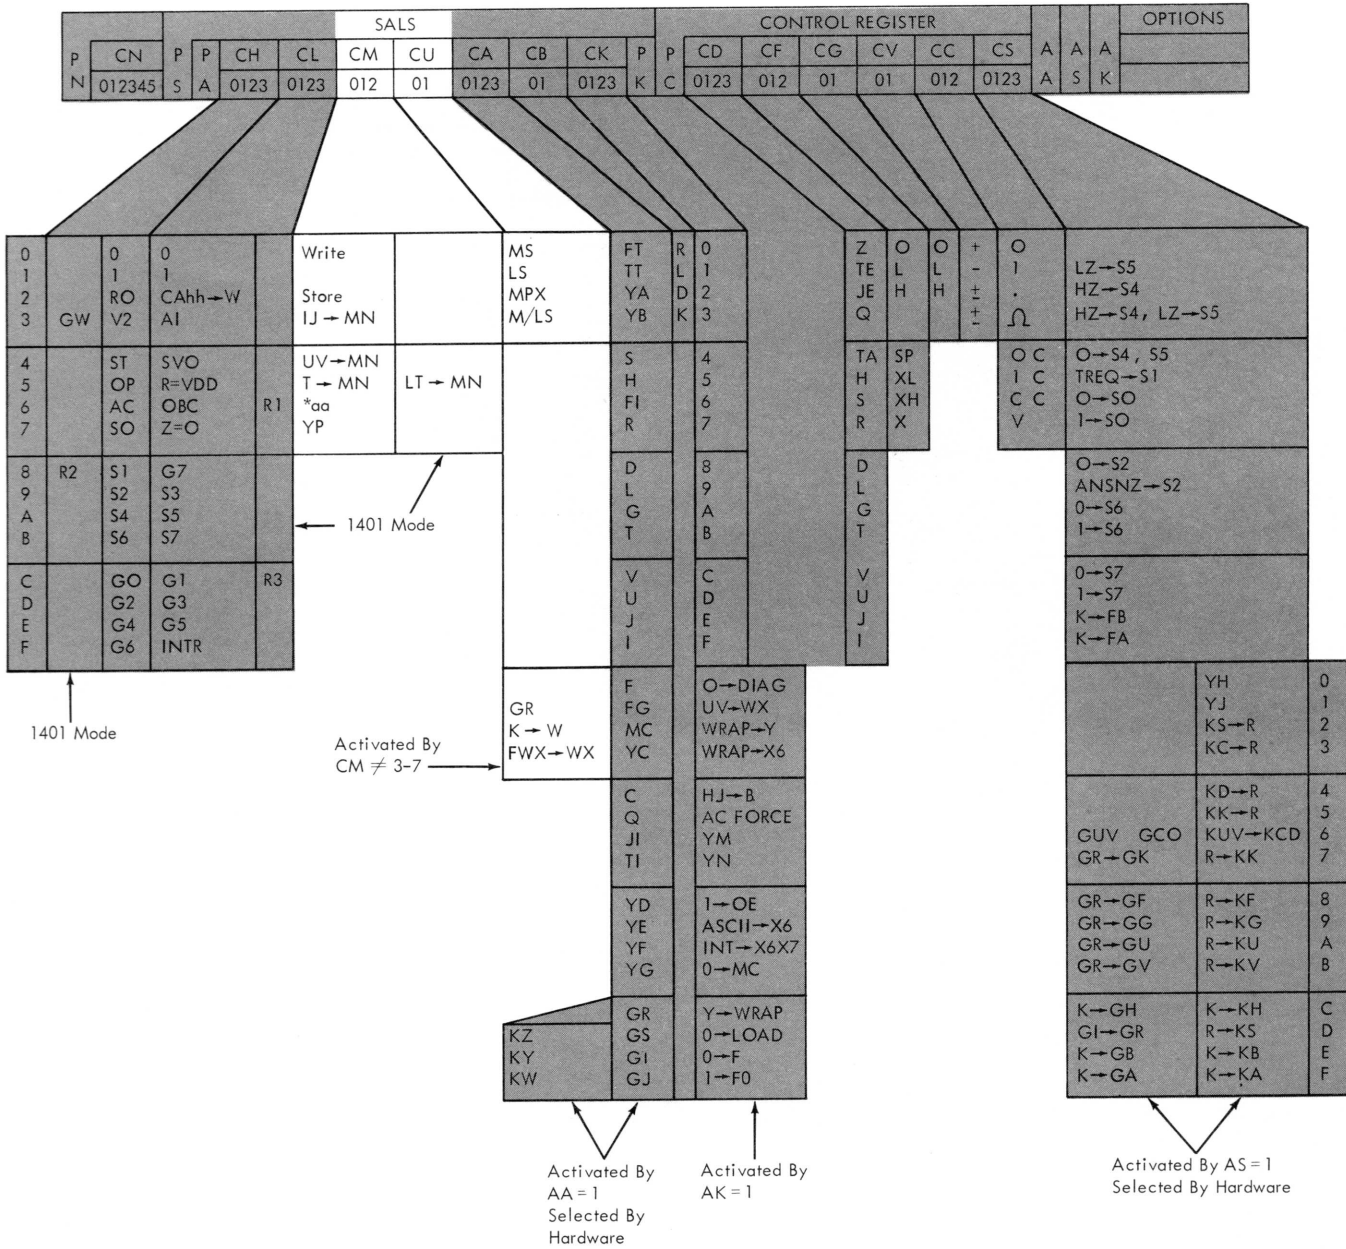 SALS CONTROL REGISTER OPTIONS
P N CN P S P A CH CL CM CU CA CB CK P K P C CD CF CG CV CC CS A A A S A K
012345 0123 0123 012 01 0123 01 0123 0123 012 01 01 012 0123
0 0 0 Write MS FT R 0 Z O O + O
1 1 1 LS TT L 1 TE L L - 1 LZ→S5
2 RO CAhh→W Store MPX YA D 2 JE H H ± . HZ→S4
3 GW V2 AI IJ→MN M/LS YB K 3 Q ± Ω HZ→S4, LZ→S5
4 ST SVO UV→MN S 4 TA SP O C O→S4, S5
5 OP R=VDD T→MN LT→MN H 5 H XL 1 C TREQ→S1
6 AC OBC R1 *aa FI 6 S XH C C O→SO
7 SO Z=O YP R 7 R X V 1→SO
8 R2 S1 G7 D 8 D O→S2
9 S2 S3 L 9 L ANSNZ→S2
A S4 S5 G A G 0→S6
B S6 S7 T B T 1→S6
1401 Mode
C GO G1 R3 V C V 0→S7
D G2 G3 U D U 1→S7
E G4 G5 J E J K→FB
F G6 INTR I F I K→FA
1401 Mode
F O→DIAG YH 0
GR FG UV→WX YJ 1
K→W MC WRAP→Y KS→R 2
FWX→WX YC WRAP→X6 KC→R 3
Activated By
CM ≠ 3-7
C HJ→B KD→R 4
Q AC FORCE KK→R 5
JI YM GUV GCO KUV→KCD 6
TI YN GR→GK R→KK 7
YD 1→OE GR→GF R→KF 8
YE ASCII→X6 GR→GG R→KG 9
YF INT→X6X7 GR→GU R→KU A
YG 0→MC GR→GV R→KV B
GR Y→WRAP K→GH K→KH C
KZ GS 0→LOAD GI→GR R→KS D
KY GI 0→F K→GB K→KB E
KW GJ 1→F0 K→GA K→KA F
Activated By
AA = 1
Selected By
Hardware
Activated By
AK = 1
Activated By AS = 1
Selected By Hardware